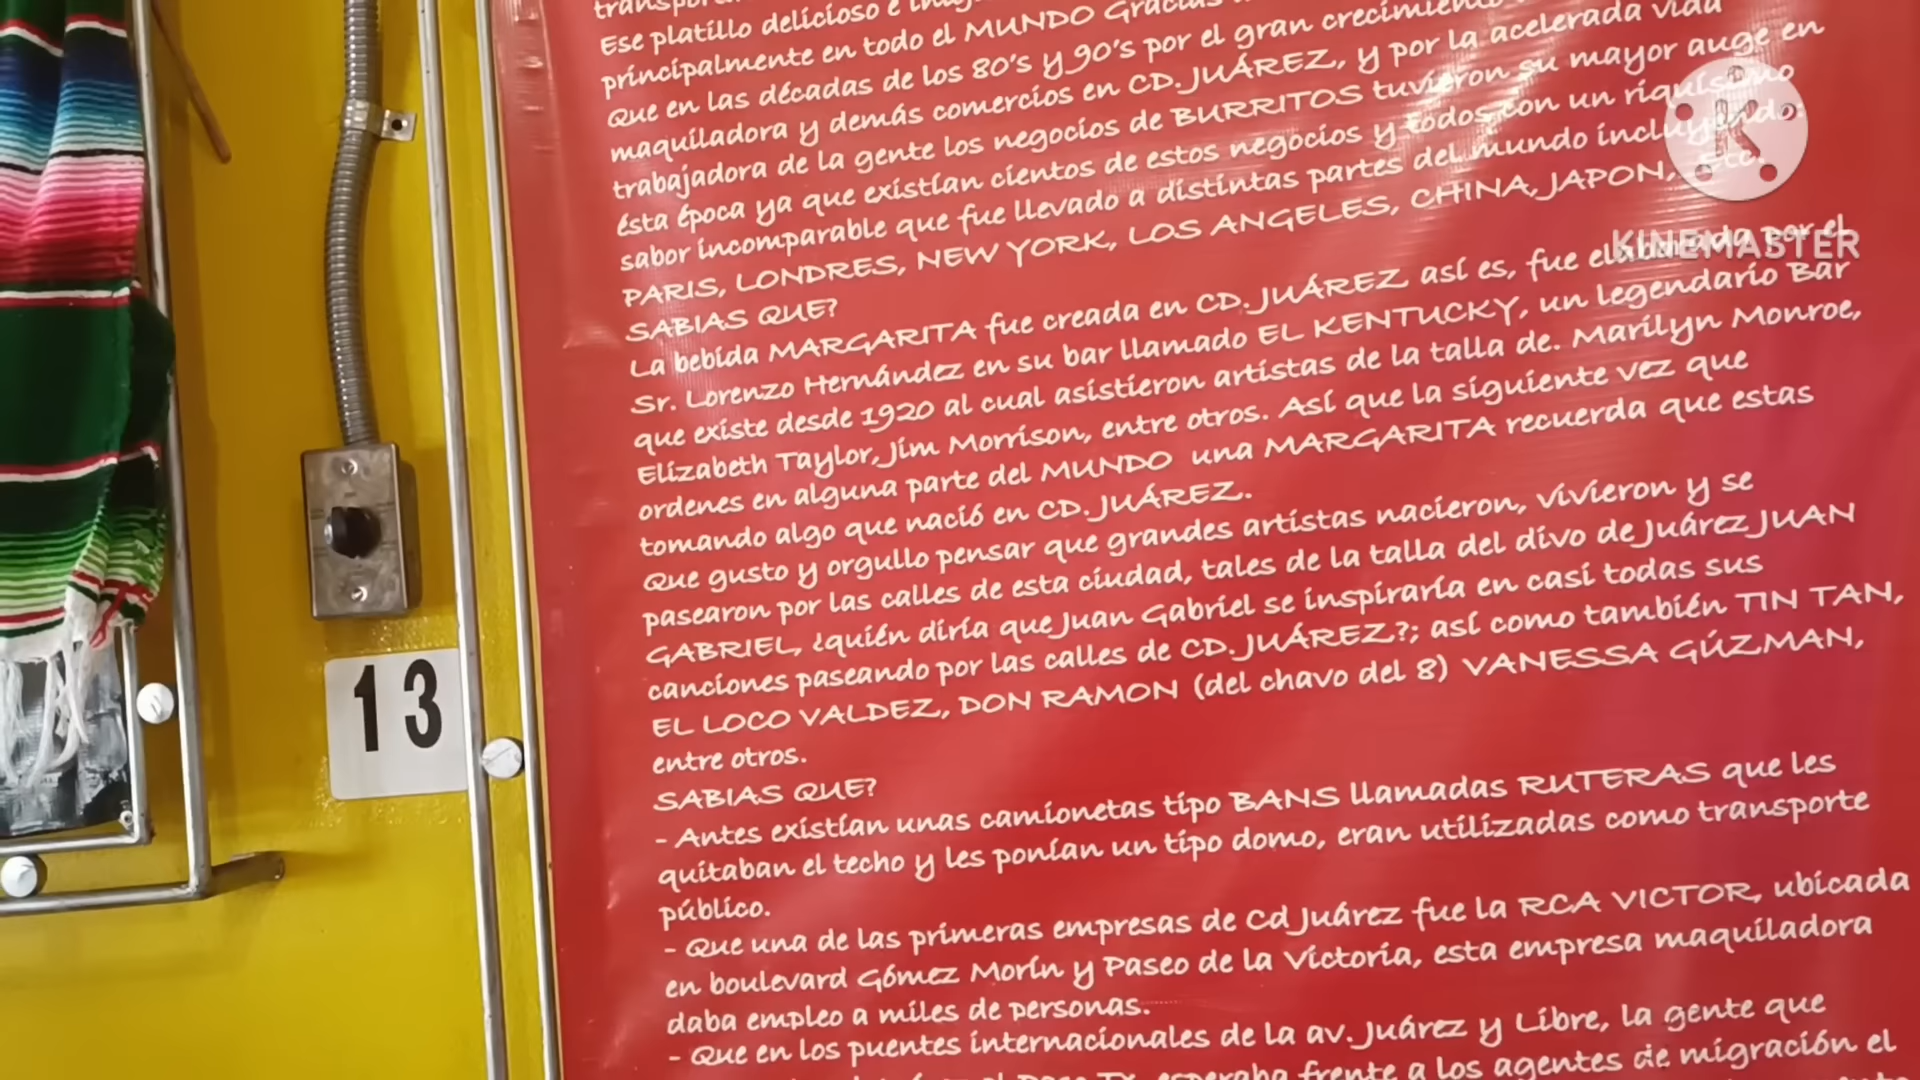 Ese platillo delicioso e
principalmente en todo el MUNDO Gracias
Que en las décadas de los 80's y 90's por el gran crecimiento
maquiladora y demás comercios en CD. JUÁREZ, y por la acelerada vida
trabajadora de la gente los negocios de BURRITOS tuvieron su mayor auge en
ésta época ya que existían cientos de estos negocios y todos con un riquísimo
sabor incomparable que fue llevado a distintas partes del mundo incluyendo:
PARIS, LONDRES, NEW YORK, LOS ANGELES, CHINA, JAPON, etc.
SABIAS QUE?
La bebida MARGARITA fue creada en CD. JUÁREZ así es, fue elaborada por el
Sr. Lorenzo Hernández en su bar llamado EL KENTUCKY, un legendario Bar
que existe desde 1920 al cual asistieron artistas de la talla de. Marilyn Monroe,
Elizabeth Taylor, Jim Morrison, entre otros. Así que la siguiente vez que
ordenes en alguna parte del MUNDO una MARGARITA recuerda que estas
tomando algo que nació en CD. JUÁREZ.
Que gusto y orgullo pensar que grandes artistas nacieron, vivieron y se
pasearon por las calles de esta ciudad, tales de la talla del divo de Juárez JUAN
GABRIEL, ¿quién diría que Juan Gabriel se inspiraría en casi todas sus
canciones paseando por las calles de CD. JUÁREZ?; así como también TIN TAN,
EL LOCO VALDEZ, DON RAMON (del chavo del 8) VANESSA GÚZMAN,
entre otros.
SABIAS QUE?
- Antes existían unas camionetas tipo BANS llamadas RUTERAS que les
quitaban el techo y les ponían un tipo domo, eran utilizadas como transporte
público.
- Que una de las primeras empresas de Cd Juárez fue la RCA VICTOR, ubicada
en boulevard Gómez Morín y Paseo de la Victoria, esta empresa maquiladora
daba empleo a miles de personas.
- Que en los puentes internacionales de la av. Juárez y Libre, la gente que
esperaba frente a los agentes de migración el
13
K
KINEMASTER